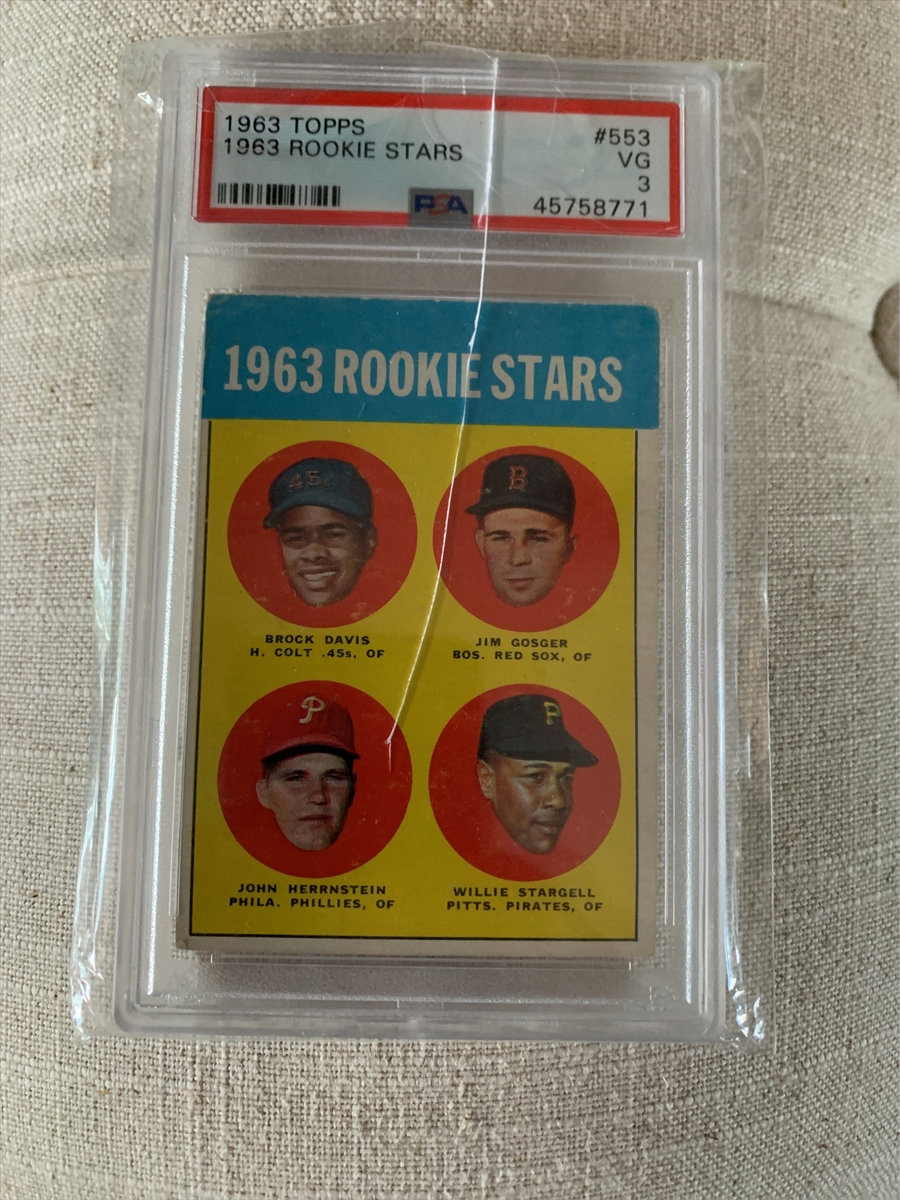 1963 TOPPS #553
1963 ROOKIE STARS VG
3
PSA 45758771
1963 ROOKIE STARS
.45s
B
BROCK DAVIS
H. COLT .45s, OF
JIM GOSGER
BOS. RED SOX, OF
P
P
JOHN HERRNSTEIN
PHILA. PHILLIES, OF
WILLIE STARGELL
PITTS. PIRATES, OF